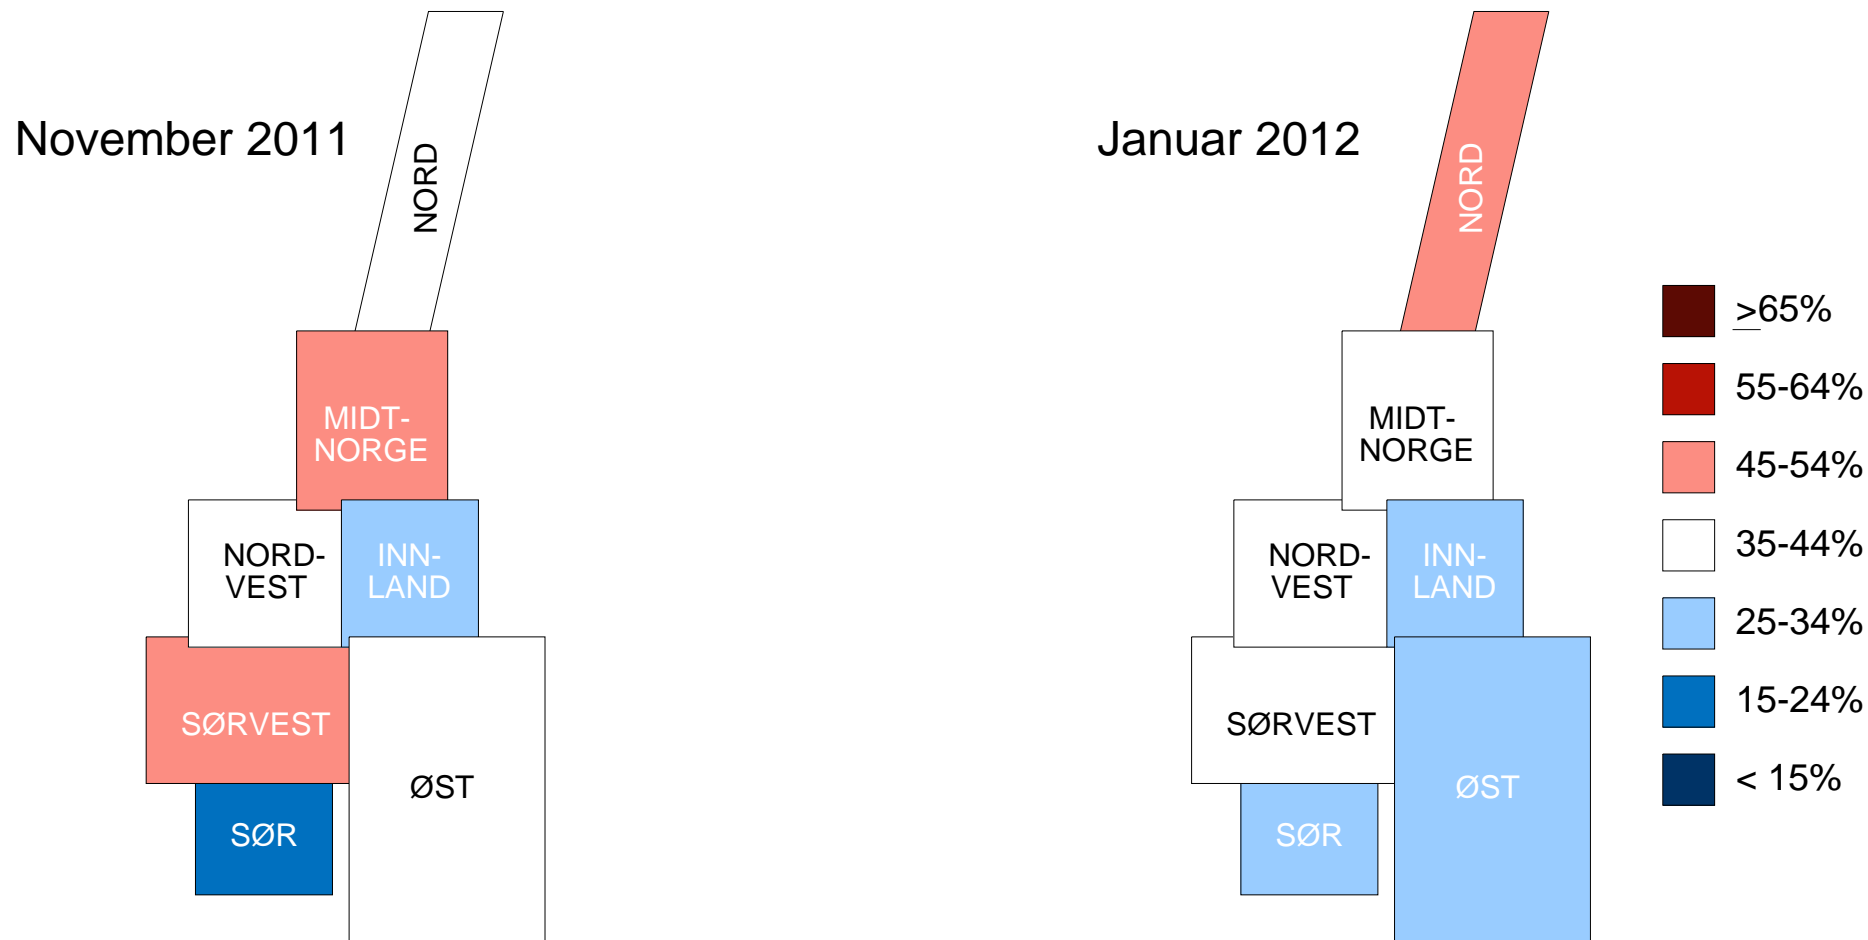 November 2011
NORD
MIDT-
NORGE
NORD-
VEST
INN-
LAND
SØRVEST
ØST
SØR
Januar 2012
NORD
MIDT-
NORGE
NORD-
VEST
INN-
LAND
SØRVEST
ØST
SØR
≥65%
55-64%
45-54%
35-44%
25-34%
15-24%
< 15%